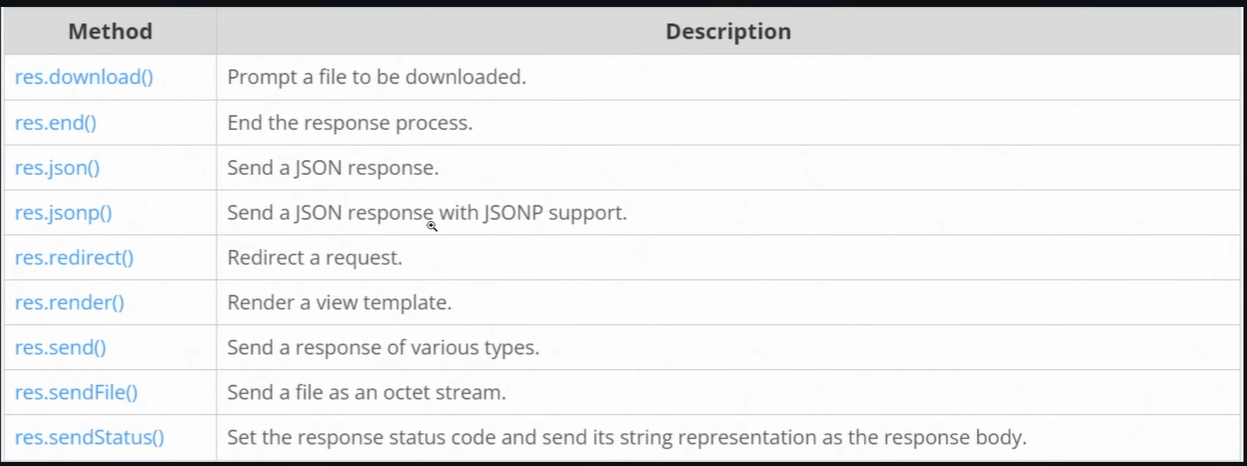 Method Description
res.download() Prompt a file to be downloaded.
res.end() End the response process.
res.json() Send a JSON response.
res.jsonp() Send a JSON response with JSONP support.
res.redirect() Redirect a request.
res.render() Render a view template.
res.send() Send a response of various types.
res.sendFile() Send a file as an octet stream.
res.sendStatus() Set the response status code and send its string representation as the response body.